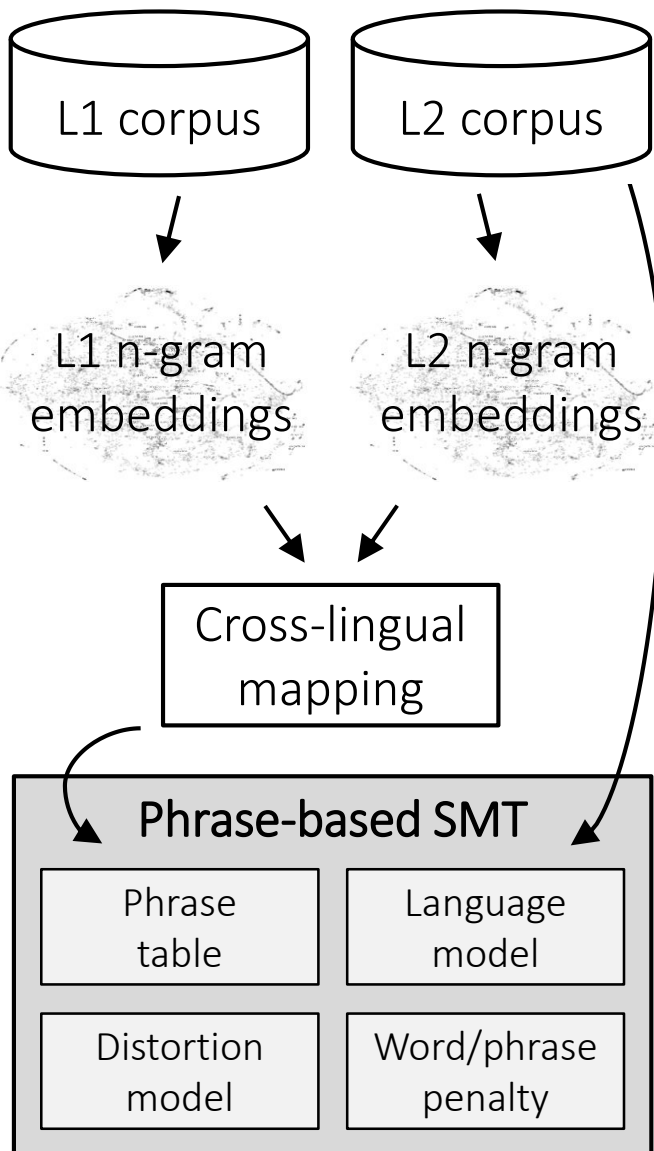 L1 corpus
L2 corpus
L1 n-gram
embeddings
L2 n-gram
embeddings
Cross-lingual
mapping
Phrase-based SMT
Phrase
table
Language
model
Distortion
model
Word/phrase
penalty